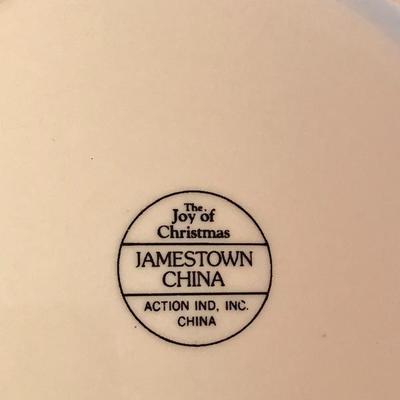 The
Joy of
Christmas
JAMESTOWN
CHINA
ACTION IND, INC.
CHINA